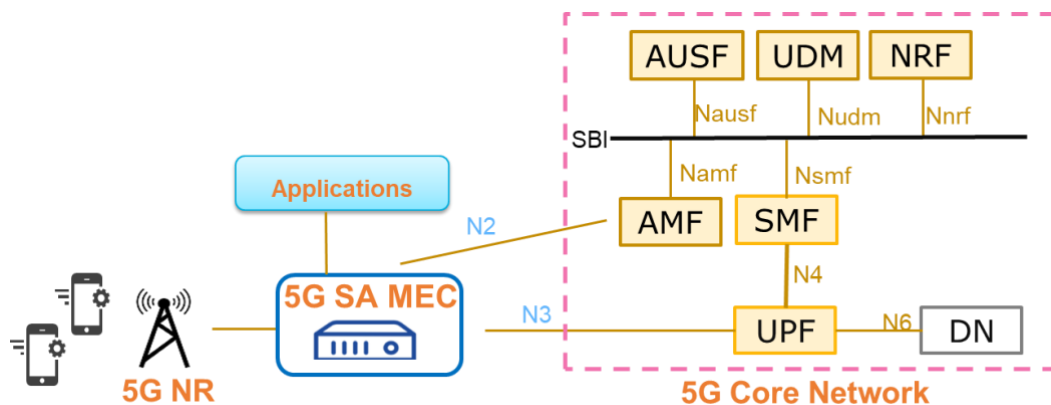 AUSF
UDM
NRF
Nausf
Nudm
Nnrf
SBI
Namf
Nsmf
Applications
N2
AMF
SMF
5G SA MEC
N4
N3
UPF
N6
DN
5G NR
5G Core Network